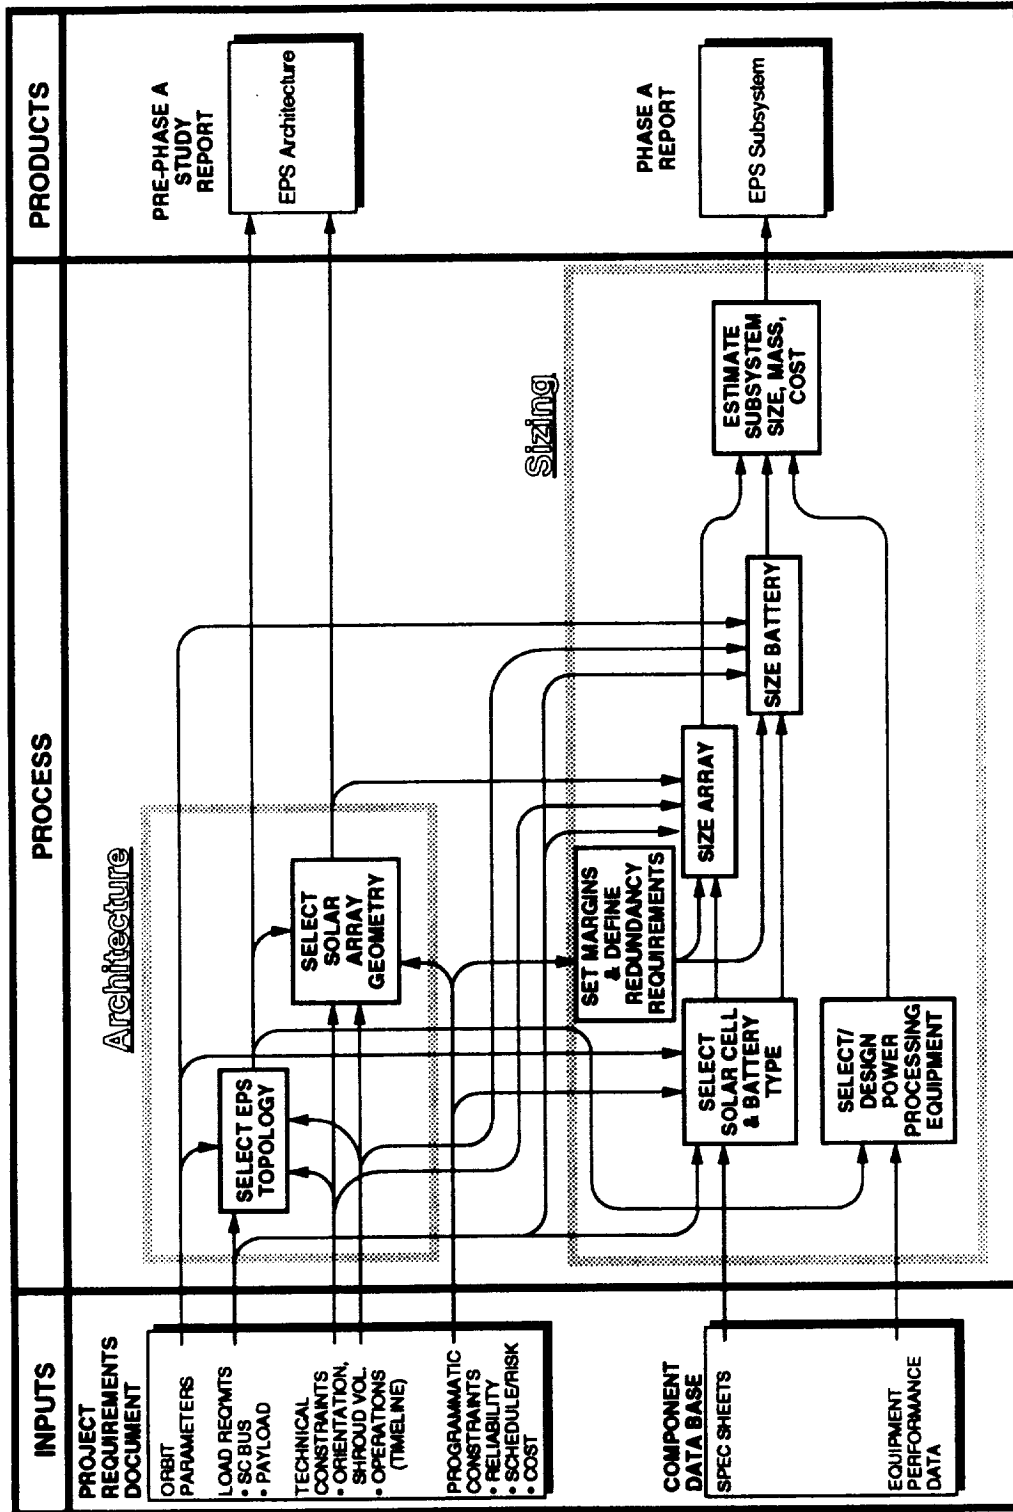 INPUTS
PROCESS
PRODUCTS
PROJECT
REQUIREMENTS
DOCUMENT
ORBIT
PARAMETERS
LOAD REQ'MTS
• SC BUS
• PAYLOAD
TECHNICAL
CONSTRAINTS
• ORIENTATION,
SHROUD VOL.
• OPERATIONS
(TIMELINE)
PROGRAMMATIC
CONSTRAINTS
• RELIABILITY
• SCHEDULE/RISK
• COST
COMPONENT
DATA BASE
SPEC SHEETS
EQUIPMENT
PERFORMANCE
DATA
Architecture
SELECT EPS
TOPOLOGY
SELECT
SOLAR
ARRAY
GEOMETRY
Sizing
SET MARGINS
& DEFINE
REDUNDANCY
REQUIREMENTS
SELECT
SOLAR CELL
& BATTERY
TYPE
SELECT/
DESIGN
POWER
PROCESSING
EQUIPMENT
SIZE ARRAY
SIZE BATTERY
ESTIMATE
SUBSYSTEM
SIZE, MASS,
COST
PRE-PHASE A
STUDY
REPORT
EPS Architecture
PHASE A
REPORT
EPS Subsystem